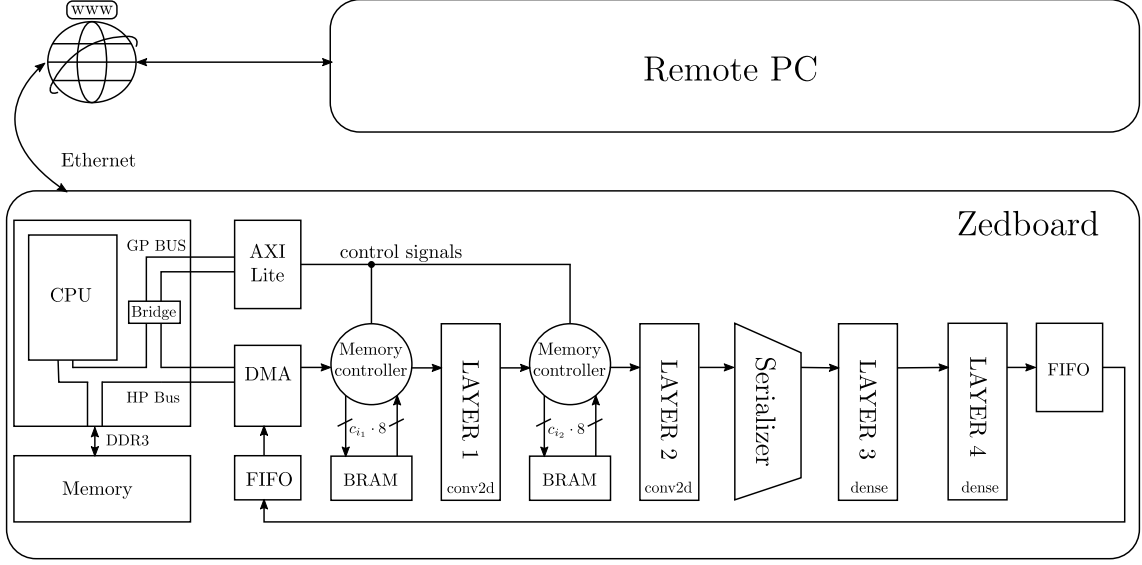 www
Remote PC
Ethernet
Zedboard
GP BUS
AXI
Lite
control signals
CPU
Bridge
HP Bus
DMA
Memory
controller
LAYER 1
conv2d
Memory
controller
LAYER 2
conv2d
Serializer
LAYER 3
dense
LAYER 4
dense
FIFO
c_{i_1} · 8
c_{i_2} · 8
DDR3
Memory
FIFO
BRAM
BRAM